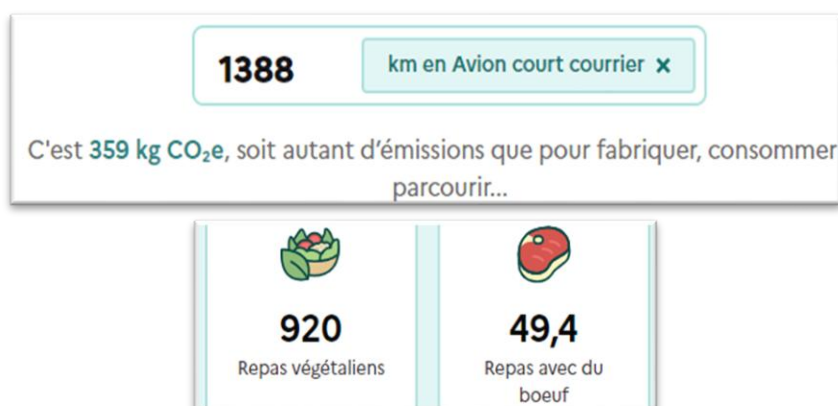 1388 km en Avion court courrier ×
C'est 359 kg CO₂e, soit autant d'émissions que pour fabriquer, consommer
parcourir...
920 49,4
Repas végétaliens Repas avec du
boeuf